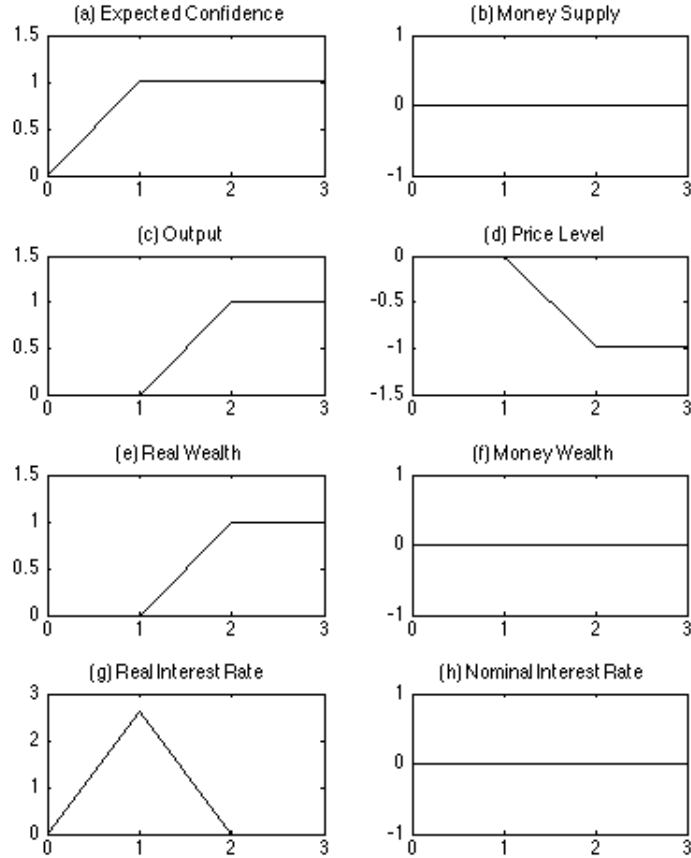 (a) Expected Confidence
1.5
1
0.5
0
0 1 2 3
(b) Money Supply
1
0
-1
0 1 2 3
(c) Output
1.5
1
0.5
0
0 1 2 3
(d) Price Level
0
-0.5
-1
-1.5
0 1 2 3
(e) Real Wealth
1.5
1
0.5
0
0 1 2 3
(f) Money Wealth
1
0
-1
0 1 2 3
(g) Real Interest Rate
3
2
1
0
0 1 2 3
(h) Nominal Interest Rate
1
0
-1
0 1 2 3